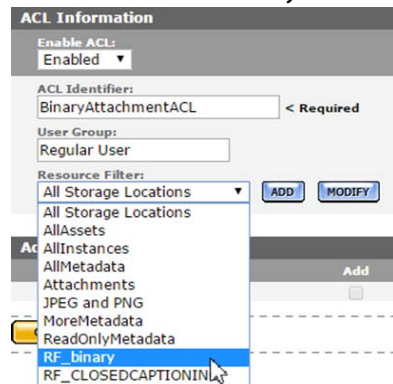 ACL Information
Enable ACL:
Enabled
ACL Identifier:
BinaryAttachmentACL < Required
User Group:
Regular User
Resource Filter:
All Storage Locations ADD MODIFY
All Storage Locations
AllAssets
AllInstances
AllMetadata
Attachments
Add
JPEG and PNG
MoreMetadata
ReadOnlyMetadata
RF_binary
RF_CLOSEDCAPTIONIN